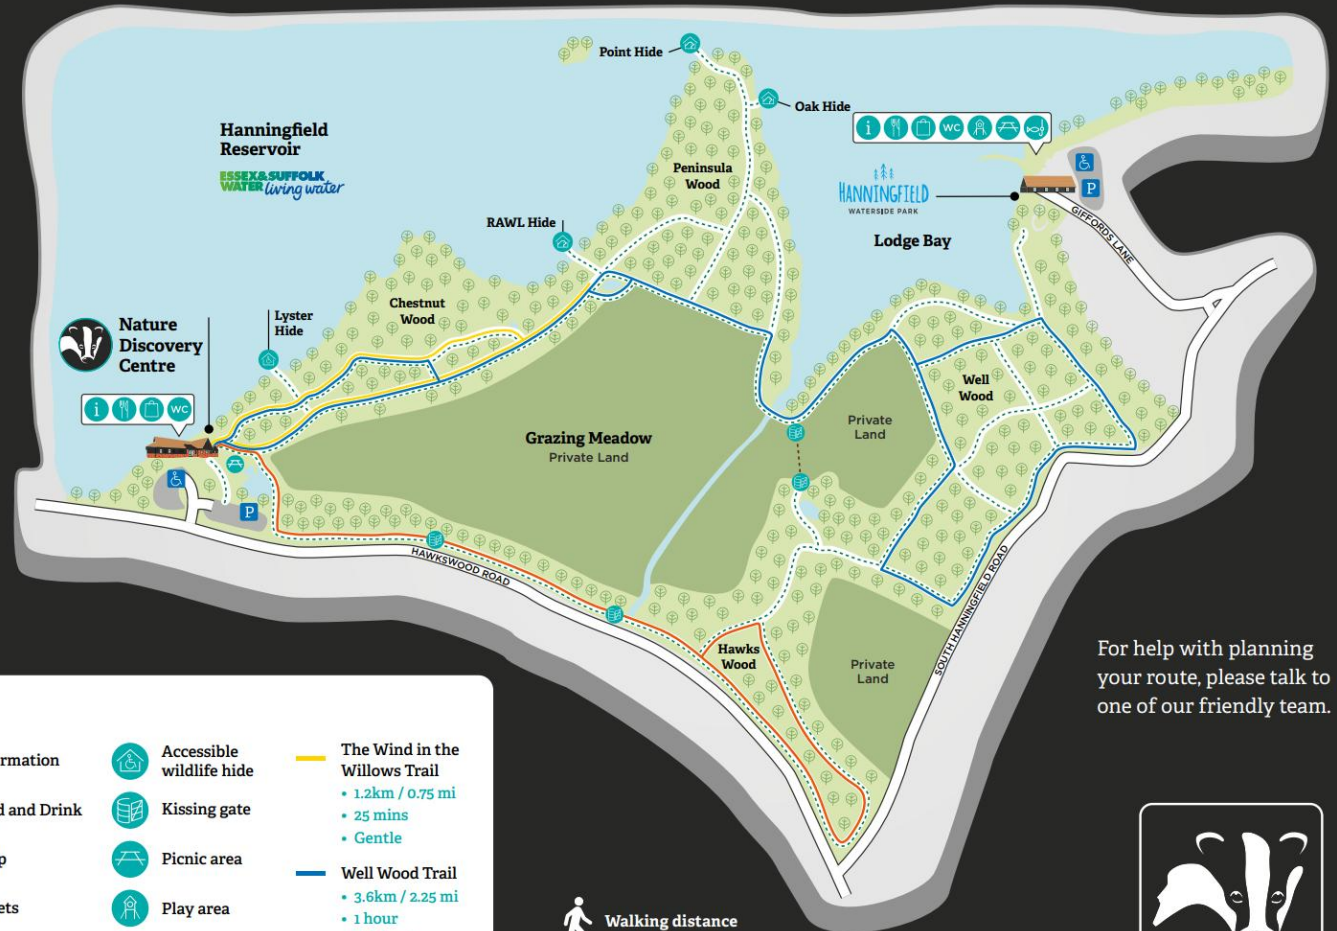 Point Hide
Oak Hide
Hanningfield
Reservoir
ESSEX&SUFFOLK
WATER living water
i
WC
Peninsula
Wood
P
HANNINGFIELD
WATERSIDE PARK
GIFFORDS LANE
RAWL Hide
Lodge Bay
Chestnut
Wood
Lyster
Hide
Nature
Discovery
Centre
i
WC
Well
Wood
Private
Land
Grazing Meadow
Private Land
P
HAWKSWOOD ROAD
SOUTH HANNINGFIELD ROAD
Hawks
Wood
Private
Land
For help with planning
your route, please talk to
one of our friendly team.
Accessible
wildlife hide
Kissing gate
and Drink
Picnic area
Play area
The Wind in the
Willows Trail
• 1.2km / 0.75 mi
• 25 mins
• Gentle
Well Wood Trail
• 3.6km / 2.25 mi
• 1 hour
Walking distance